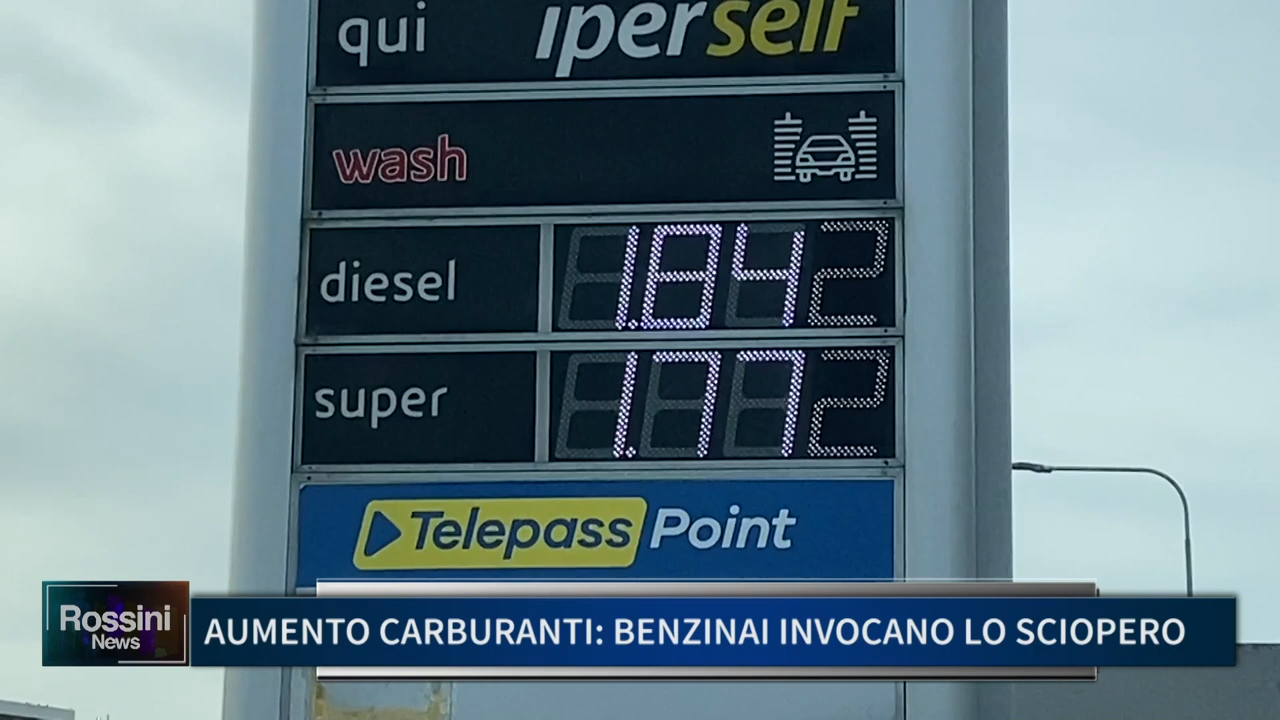 qui iperself
wash
diesel 1.842
super 1.772
Telepass Point
Rossini
News
AUMENTO CARBURANTI: BENZINAI INVOCANO LO SCIOPERO